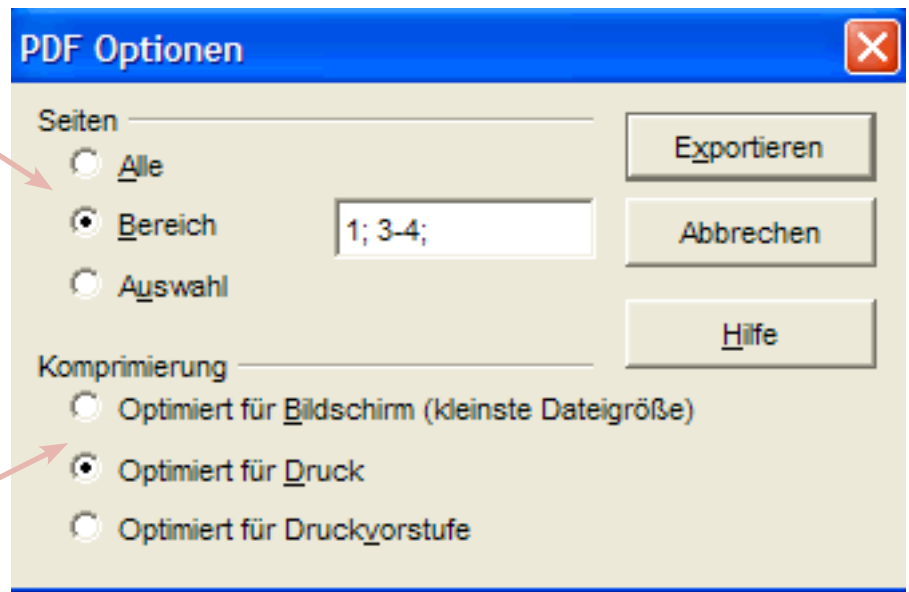 PDF Optionen
Seiten
Alle
Bereich
1; 3-4;
Auswahl
Exportieren
Abbrechen
Hilfe
Komprimierung
Optimiert für Bildschirm (kleinste Dateigröße)
Optimiert für Druck
Optimiert für Druckvorstufe